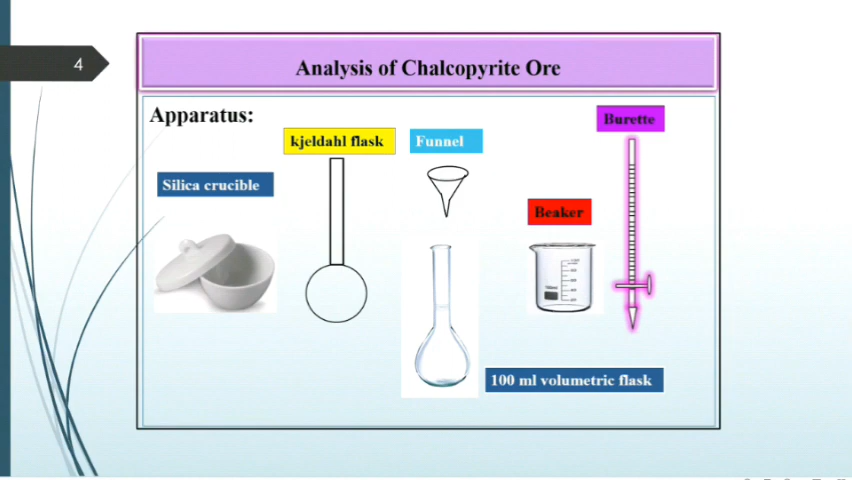 4
Analysis of Chalcopyrite Ore
Apparatus:
Burette
kjeldahl flask
Funnel
Silica crucible
Beaker
100 ml volumetric flask